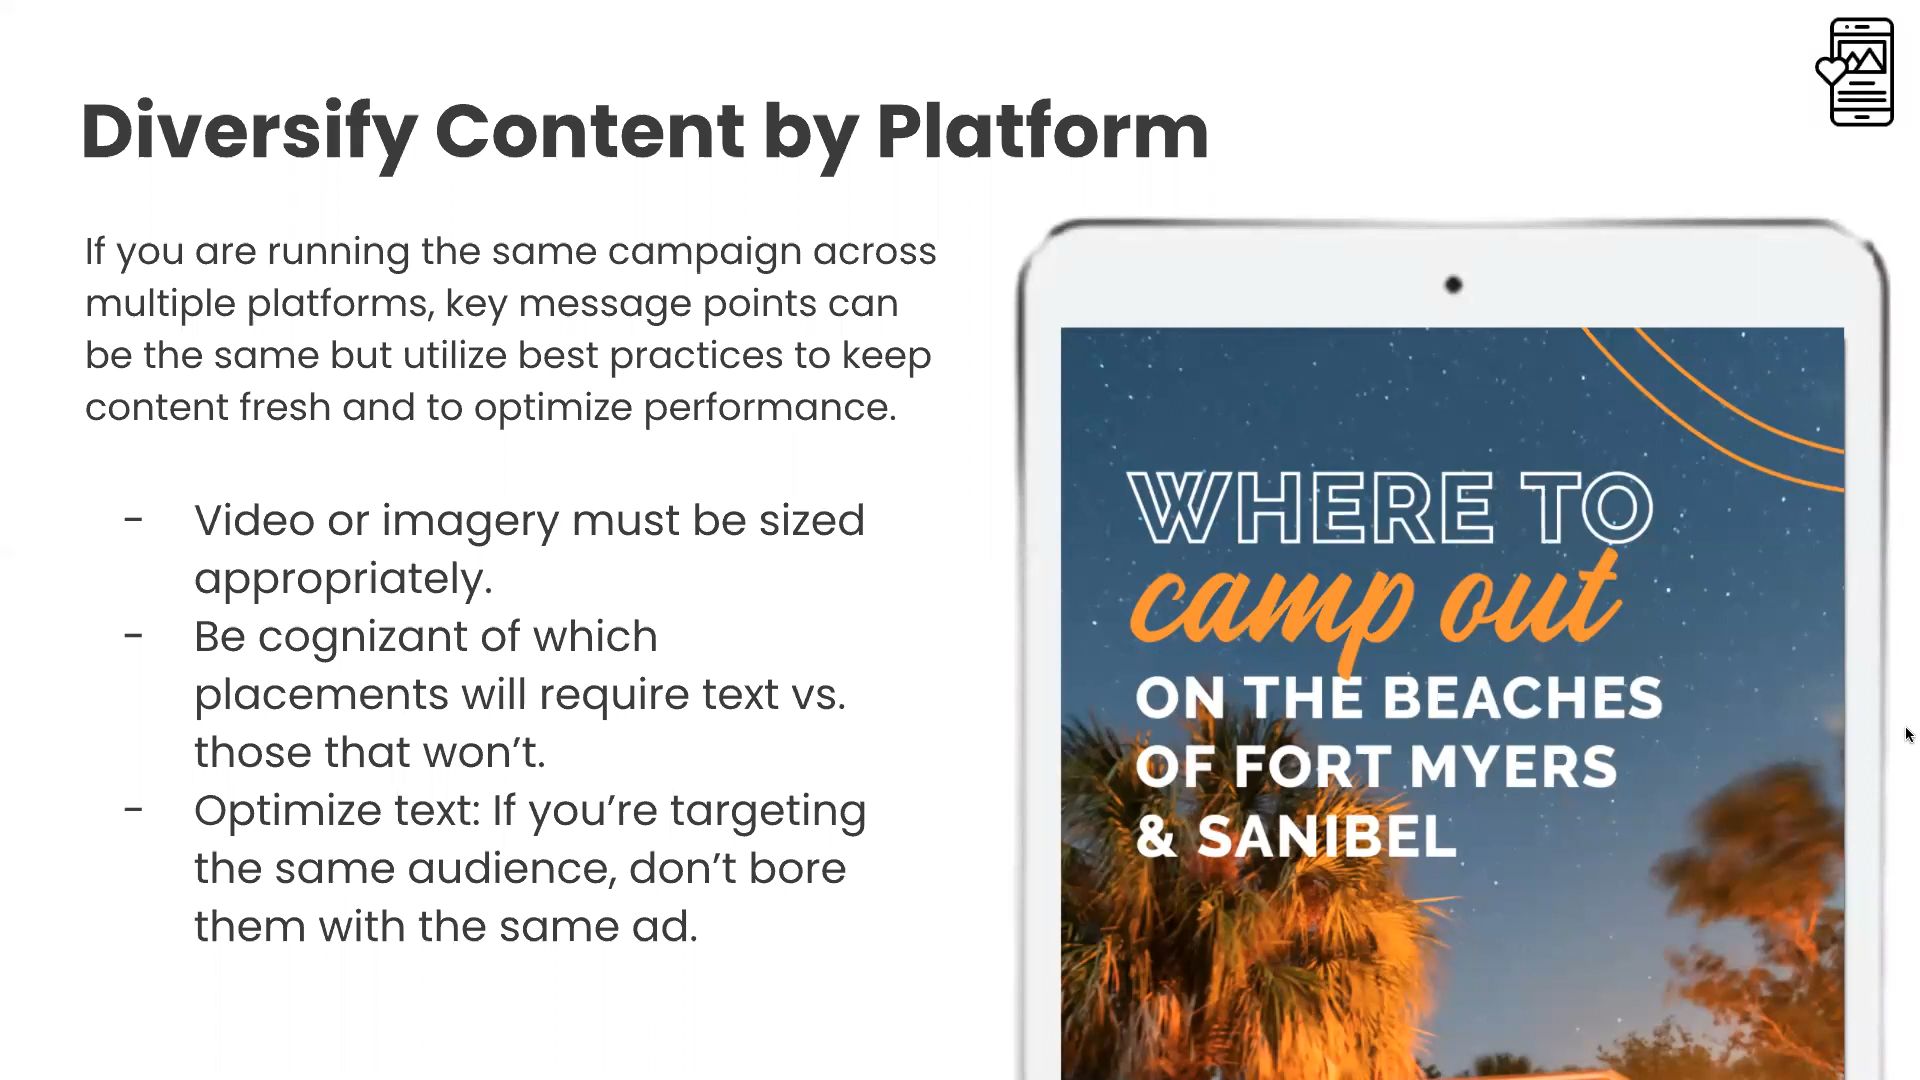 Diversify Content by Platform
If you are running the same campaign across
multiple platforms, key message points can
be the same but utilize best practices to keep
content fresh and to optimize performance.
- Video or imagery must be sized
appropriately.
- Be cognizant of which
placements will require text vs.
those that won’t.
- Optimize text: If you’re targeting
the same audience, don’t bore
them with the same ad.
WHERE TO
camp out
ON THE BEACHES
OF FORT MYERS
& SANIBEL